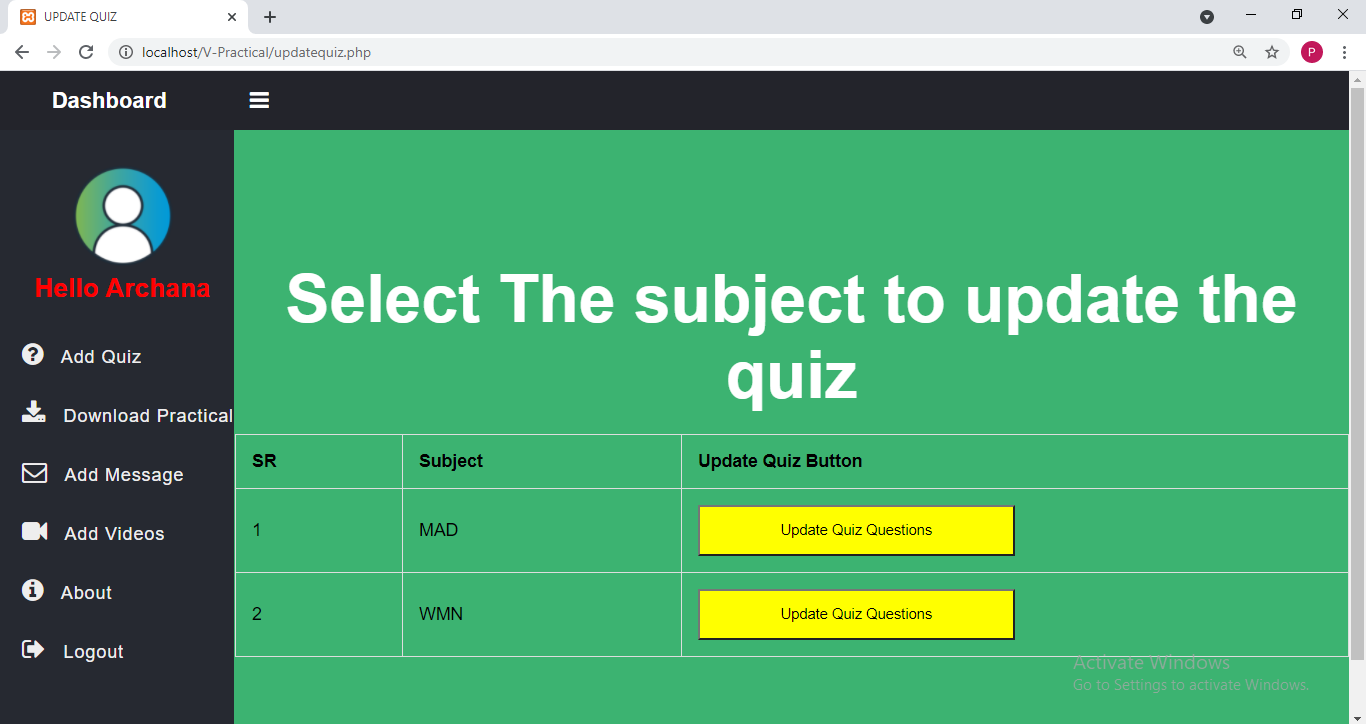 UPDATE QUIZ
localhost/V-Practical/updatequiz.php
P
Dashboard
Hello Archana
Add Quiz
Download Practical
Add Message
Add Videos
About
Logout
Select The subject to update the
quiz
SR Subject Update Quiz Button
1 MAD Update Quiz Questions
2 WMN Update Quiz Questions
Activate Windows
Go to Settings to activate Windows.